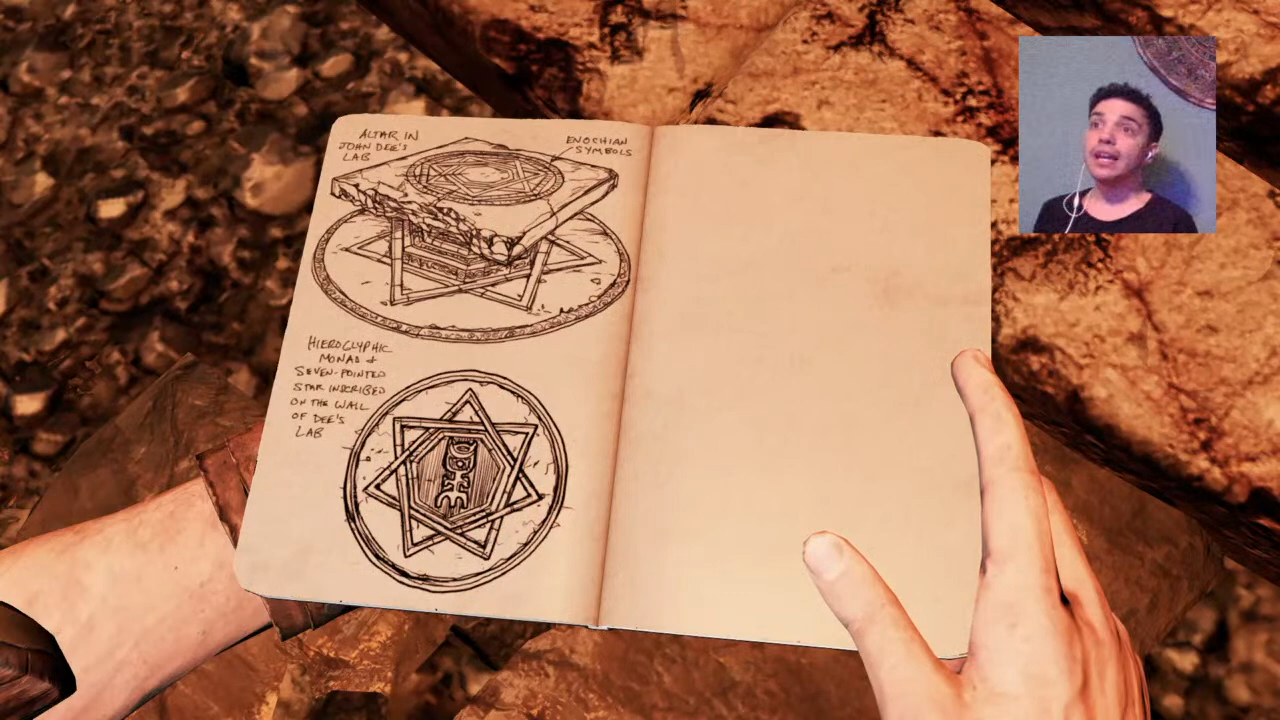 ALTAR IN
JOHN DEE'S
LAB
ENOCHIAN
SYMBOLS
HIEROGLYPHIC
MONAD +
SEVEN-POINTED
STAR INSCRIBED
ON THE WALL
OF DEE'S
LAB